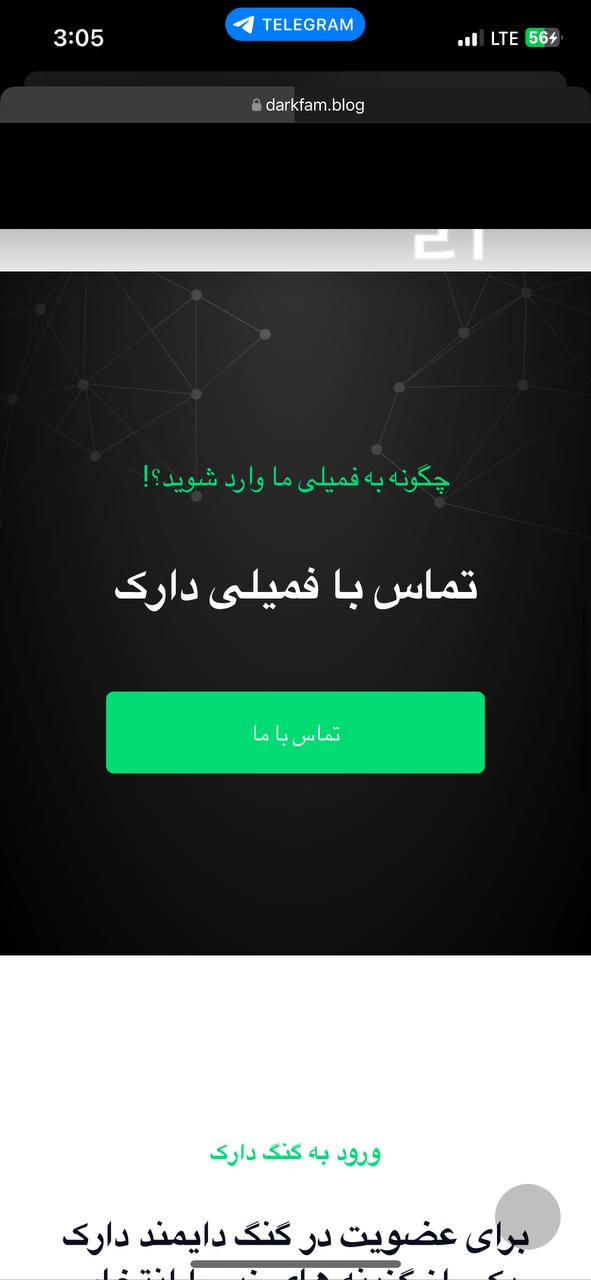 3:05
TELEGRAM
LTE
56
darkfam.blog
چگونه به فمیلی ما وارد شوید؟!
تماس با فمیلی دارک
تماس با ما
ورود به گنگ دارک
برای عضویت در گنگ دایمند دارک